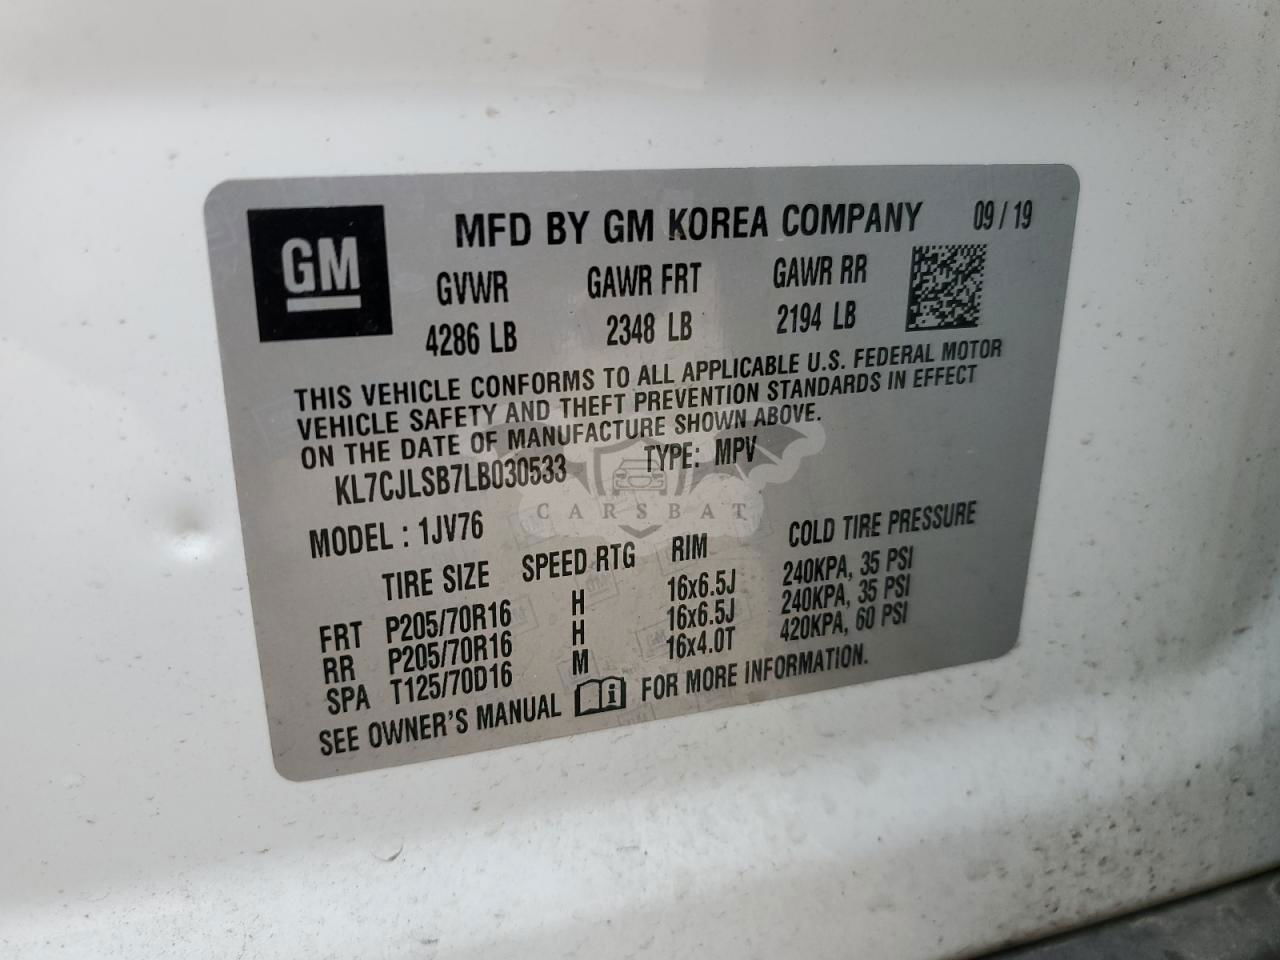 GM
MFD BY GM KOREA COMPANY 09 / 19
GVWR GAWR FRT GAWR RR
4286 LB 2348 LB 2194 LB
THIS VEHICLE CONFORMS TO ALL APPLICABLE U.S. FEDERAL MOTOR
VEHICLE SAFETY AND THEFT PREVENTION STANDARDS IN EFFECT
ON THE DATE OF MANUFACTURE SHOWN ABOVE.
KL7CJLSB7LB030533 TYPE: MPV
CARSBAT
MODEL : 1JV76
TIRE SIZE SPEED RTG RIM COLD TIRE PRESSURE
FRT P205/70R16 H 16x6.5J 240KPA, 35 PSI
RR P205/70R16 H 16x6.5J 240KPA, 35 PSI
SPA T125/70D16 M 16x4.0T 420KPA, 60 PSI
SEE OWNER'S MANUAL i FOR MORE INFORMATION.